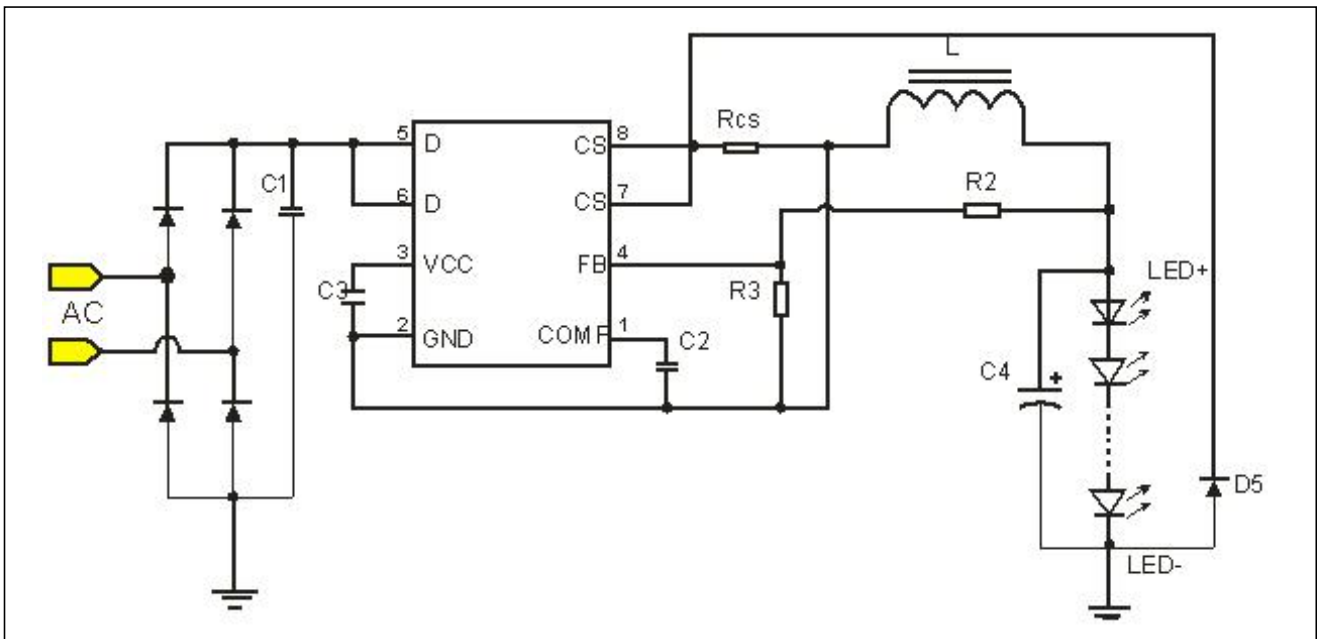 L
Rcs
5 D CS 8
C1
6 D CS 7
R2
3 VCC FB 4
LED+
AC
C3
R3
2 GND COMP 1
C2
C4 +
D5
LED-